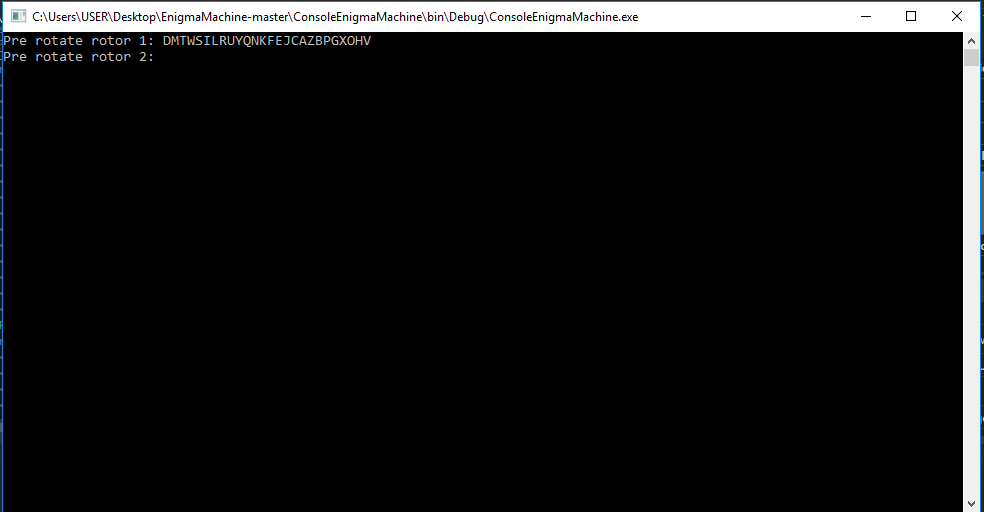 C:\Users\USER\Desktop\EnigmaMachine-master\ConsoleEnigmaMachine\bin\Debug\ConsoleEnigmaMachine.exe
Pre rotate rotor 1: DMTWSILRUYQNKFEJCAZBPGXOHV
Pre rotate rotor 2: